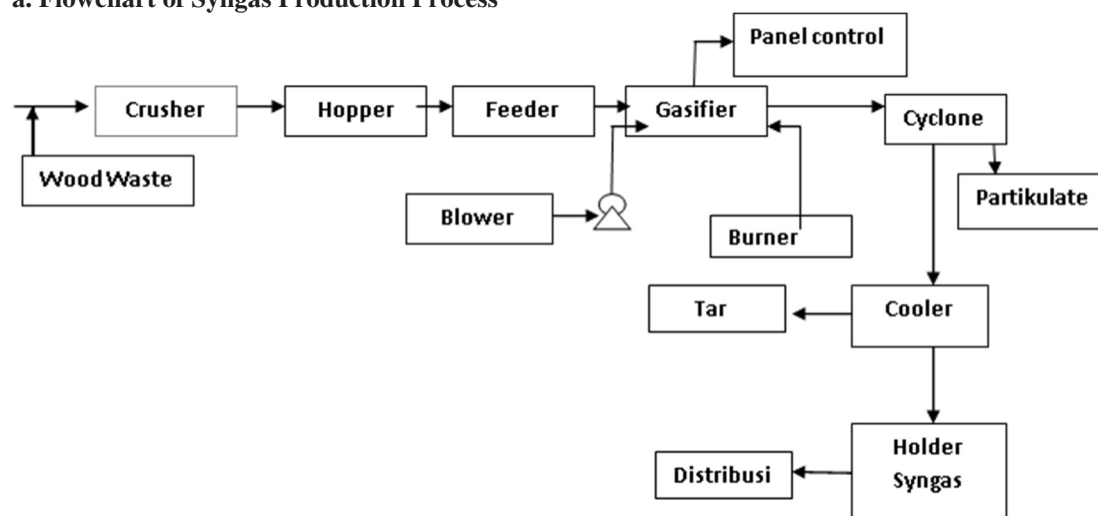 a. Flowchart of Syngas Production Process
Panel control
Crusher
Hopper
Feeder
Gasifier
Cyclone
Wood Waste
Partikulate
Blower
Burner
Tar
Cooler
Holder
Syngas
Distribusi